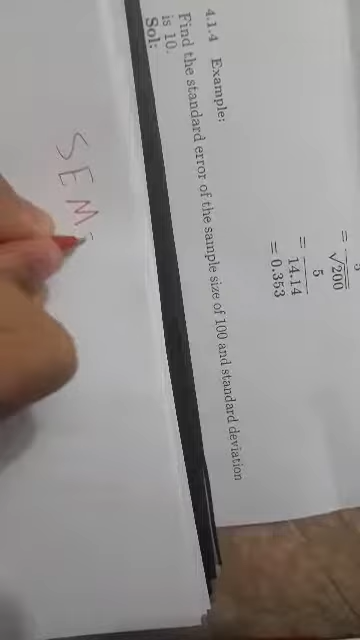 = 5 / √200
= 5 / 14.14
= 0.353
4.1.4 Example:
Find the standard error of the sample size of 100 and standard deviation
is 10.
Sol:
SEM